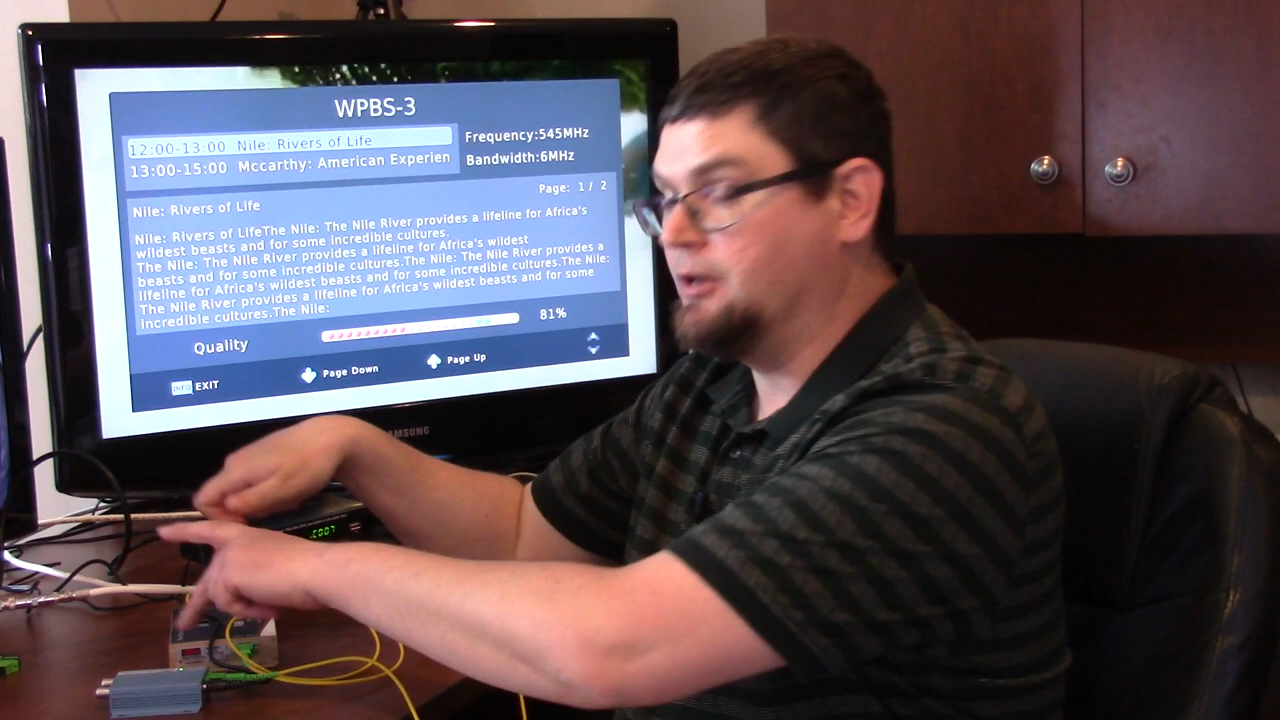 WPBS-3
12:00-13:00 Nile: Rivers of Life
13:00-15:00 Mccarthy: American Experien
Frequency:545MHz
Bandwidth:6MHz
Page: 1 / 2
Nile: Rivers of Life
Nile: Rivers of LifeThe Nile: The Nile River provides a lifeline for Africa's
wildest beasts and for some incredible cultures.
The Nile: The Nile River provides a lifeline for Africa's wildest
beasts and for some incredible cultures.The Nile: The Nile River provides a
lifeline for Africa's wildest beasts and for some incredible cultures.The Nile:
The Nile River provides a lifeline for Africa's wildest beasts and for some
incredible cultures.The Nile:
Quality 81%
INFO EXIT Page Down Page Up
AMSUNG
C007